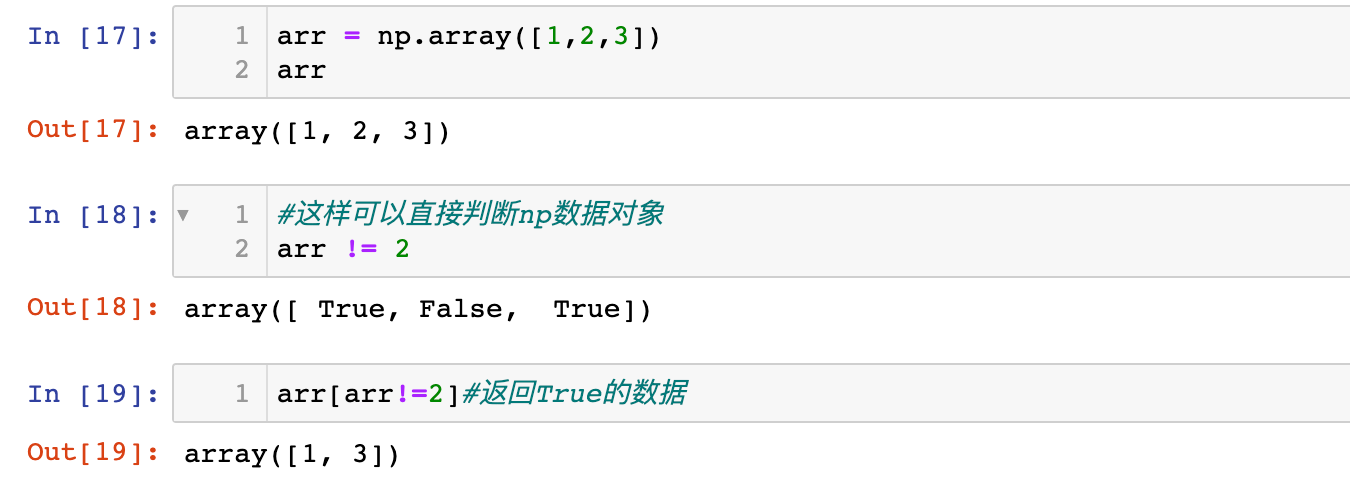 In [17]: 1 arr = np.array([1,2,3])
2 arr
Out[17]: array([1, 2, 3])
In [18]: ▼ 1 #这样可以直接判断np数据对象
2 arr != 2
Out[18]: array([ True, False,  True])
In [19]: 1 arr[arr!=2]#返回True的数据
Out[19]: array([1, 3])